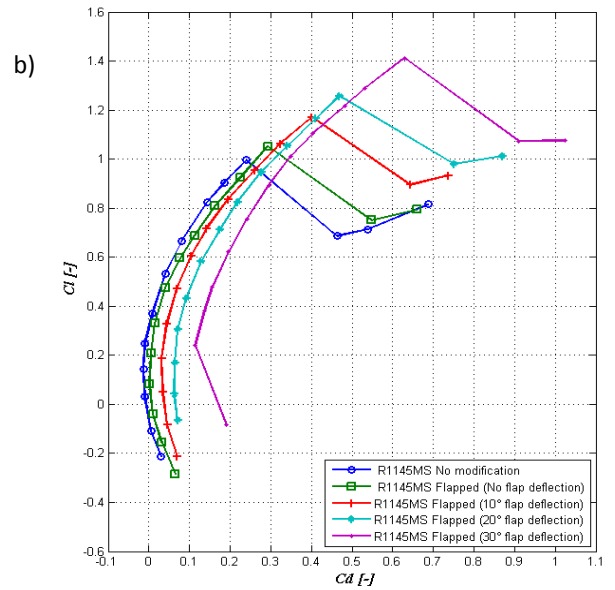 b)
1.6
1.4
1.2
1
0.8
0.6
0.4
0.2
0
-0.2
-0.4
-0.6
Cl [-]
R1145MS No modification
R1145MS Flapped (No flap deflection)
R1145MS Flapped (10° flap deflection)
R1145MS Flapped (20° flap deflection)
R1145MS Flapped (30° flap deflection)
-0.1 0 0.1 0.2 0.3 0.4 0.5 0.6 0.7 0.8 0.9 1 1.1
Cd [-]